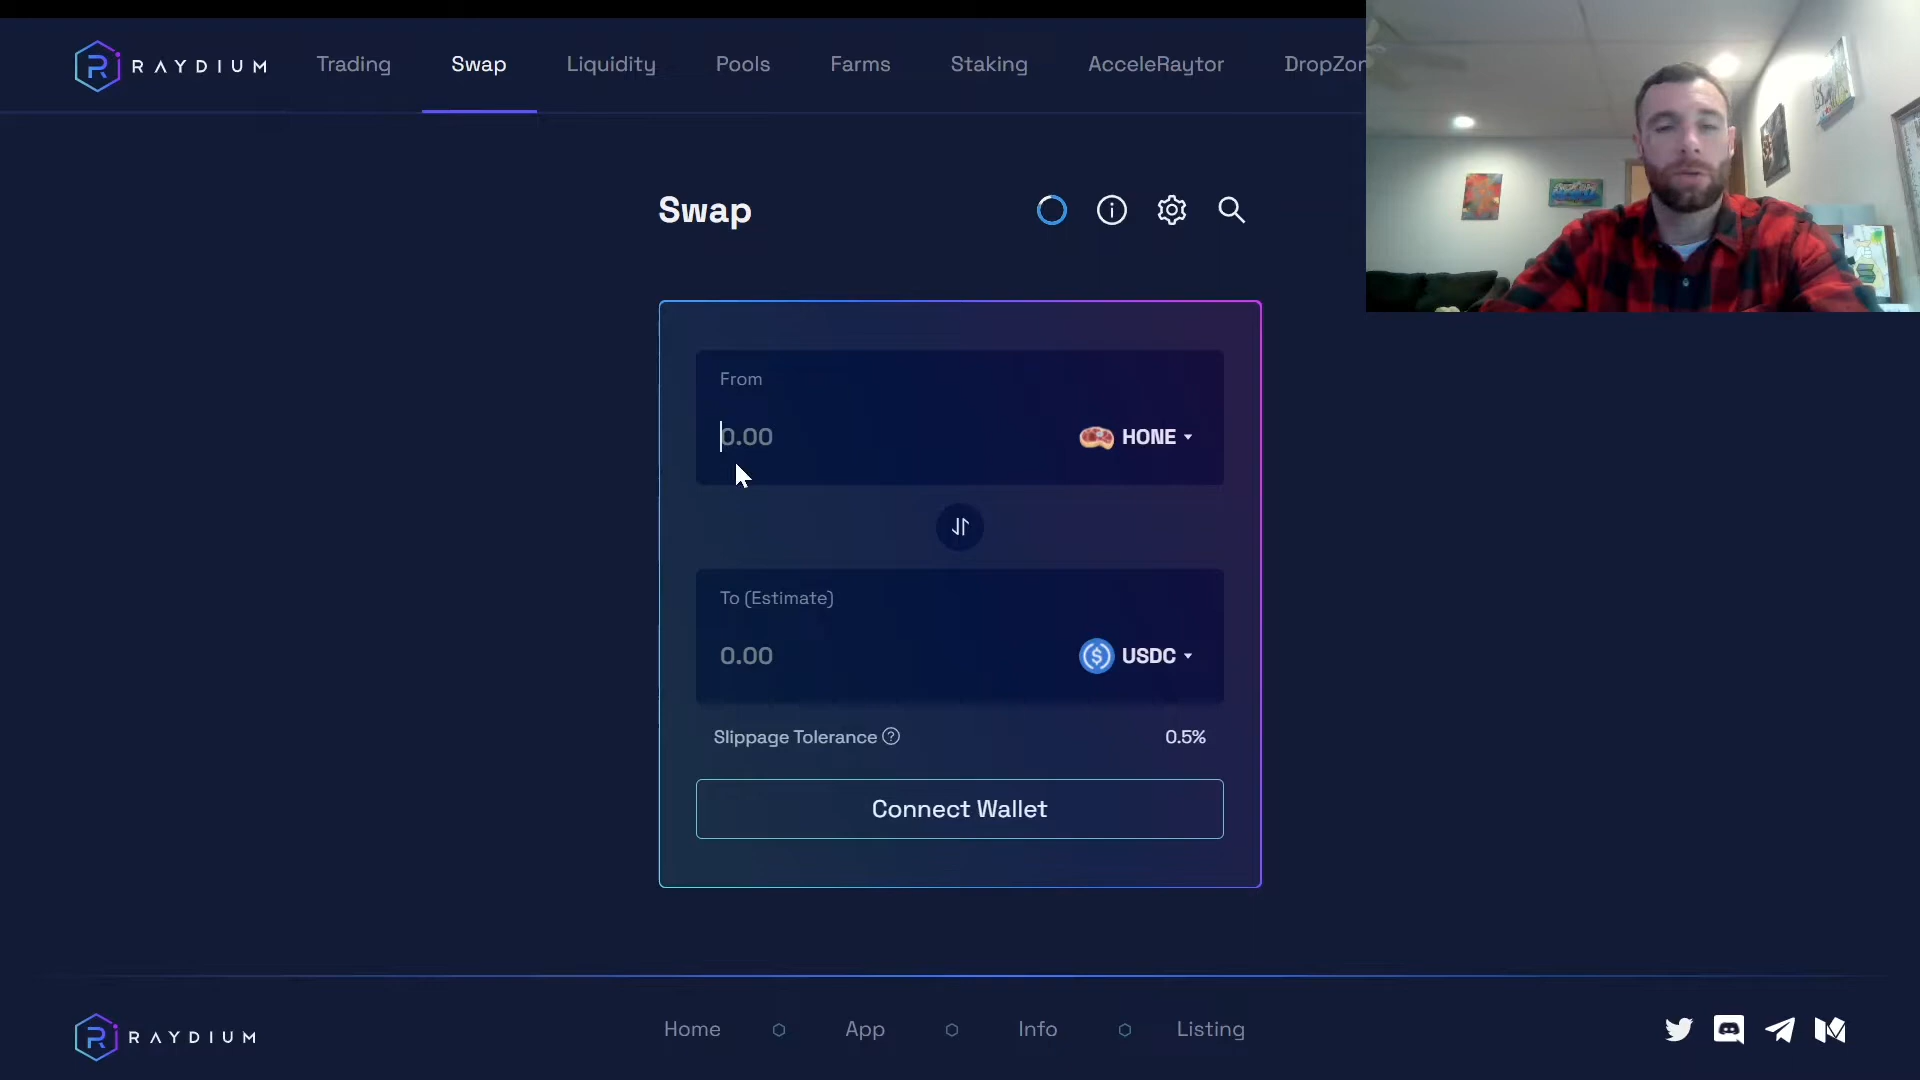 RAYDIUM Trading Swap Liquidity Pools Farms Staking AcceleRaytor DropZon
Swap
From
0.00 HONE
To (Estimate)
0.00 USDC
Slippage Tolerance 0.5%
Connect Wallet
RAYDIUM Home App Info Listing